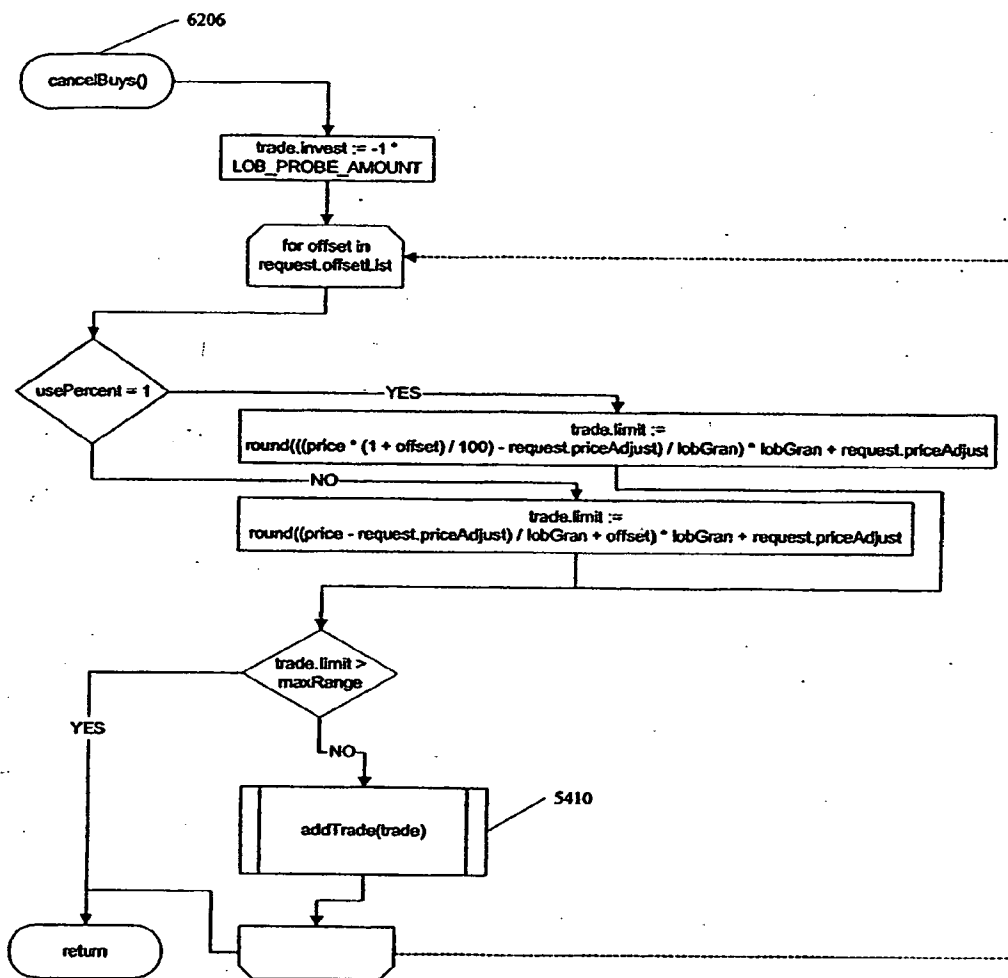 6206
cancelBuys()
trade.invest := -1 *
LOB_PROBE_AMOUNT
for offset in
request.offsetList
usePercent = 1
YES
trade.limit :=
round(((price * (1 + offset) / 100) - request.priceAdjust) / lobGran) * lobGran + request.priceAdjust
NO
trade.limit :=
round((price - request.priceAdjust) / lobGran + offset) * lobGran + request.priceAdjust
trade.limit >
maxRange
YES
NO
5410
addTrade(trade)
return